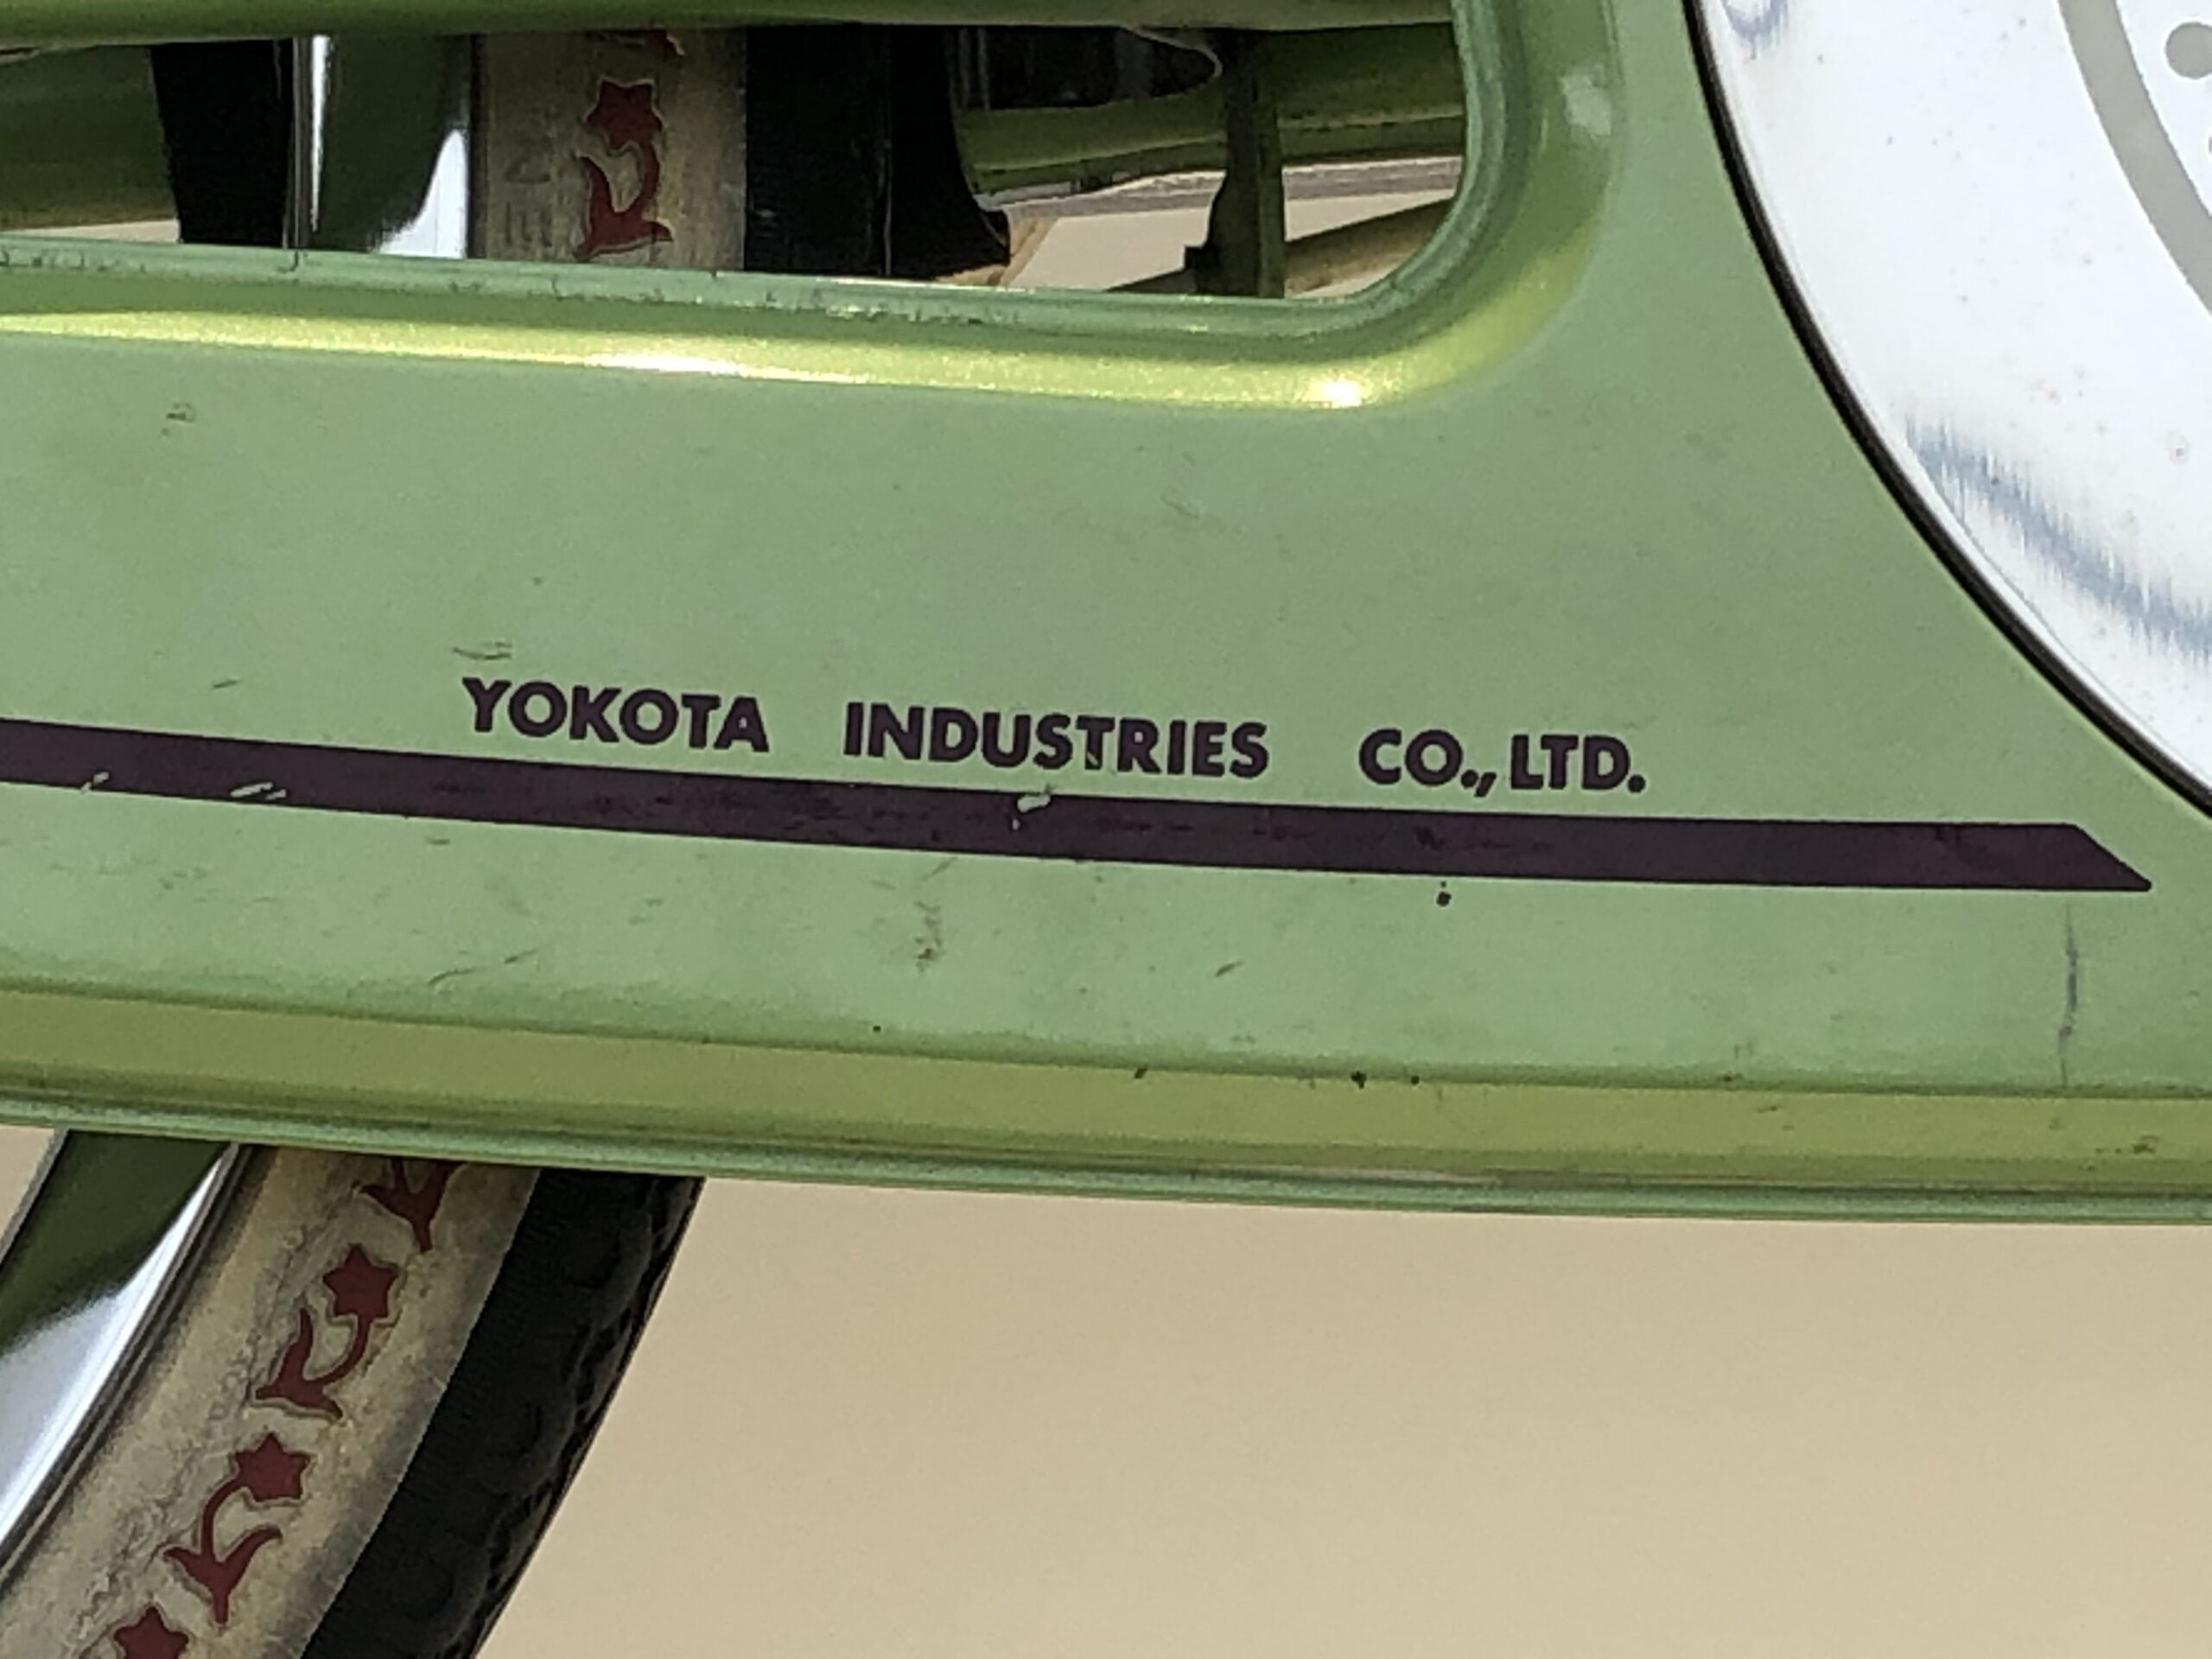 YOKOTA INDUSTRIES CO., LTD.